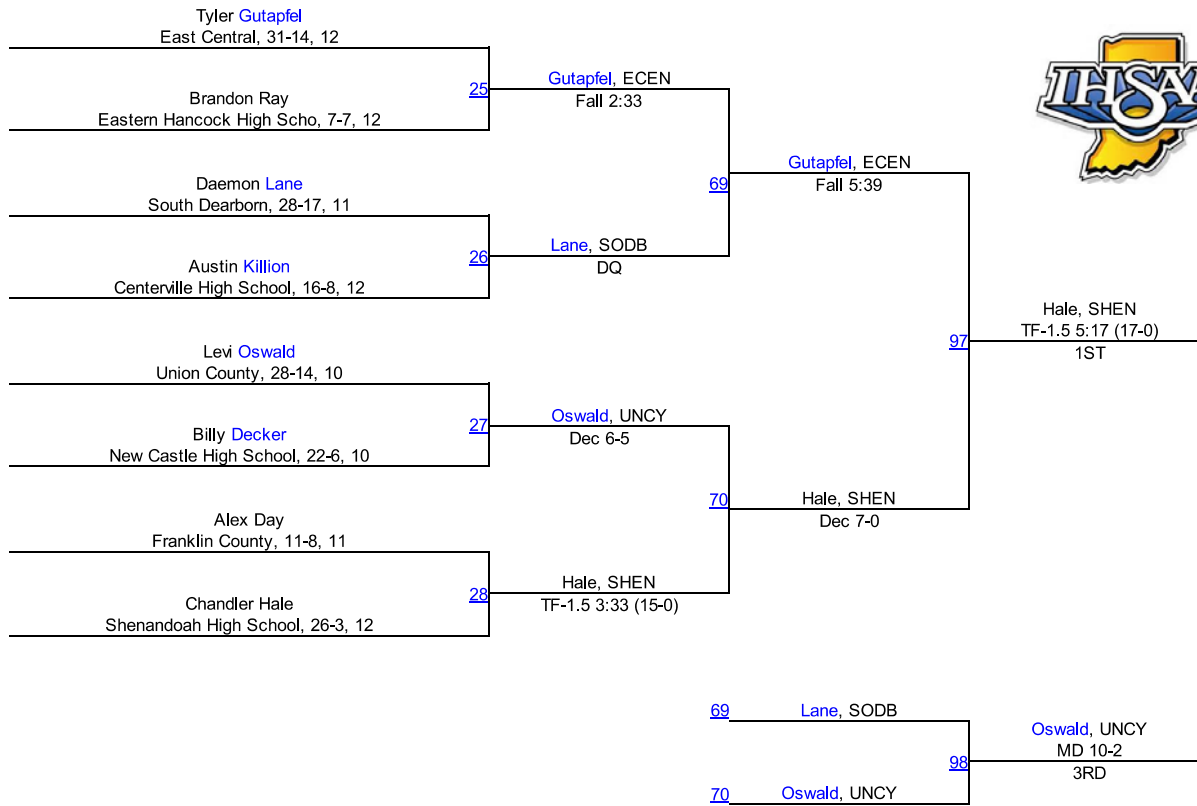 Tyler Gutapfel
East Central, 31-14, 12
25
Gutapfel, ECEN
Fall 2:33
Brandon Ray
Eastern Hancock High Scho, 7-7, 12
IHSAA
Gutapfel, ECEN
Fall 5:39
69
Daemon Lane
South Dearborn, 28-17, 11
26
Lane, SODB
DQ
Austin Killion
Centerville High School, 16-8, 12
Hale, SHEN
TF-1.5 5:17 (17-0)
1ST
97
Levi Oswald
Union County, 28-14, 10
27
Oswald, UNCY
Dec 6-5
Billy Decker
New Castle High School, 22-6, 10
70
Hale, SHEN
Dec 7-0
Alex Day
Franklin County, 11-8, 11
28
Hale, SHEN
TF-1.5 3:33 (15-0)
Chandler Hale
Shenandoah High School, 26-3, 12
69
Lane, SODB
98
Oswald, UNCY
MD 10-2
3RD
70
Oswald, UNCY